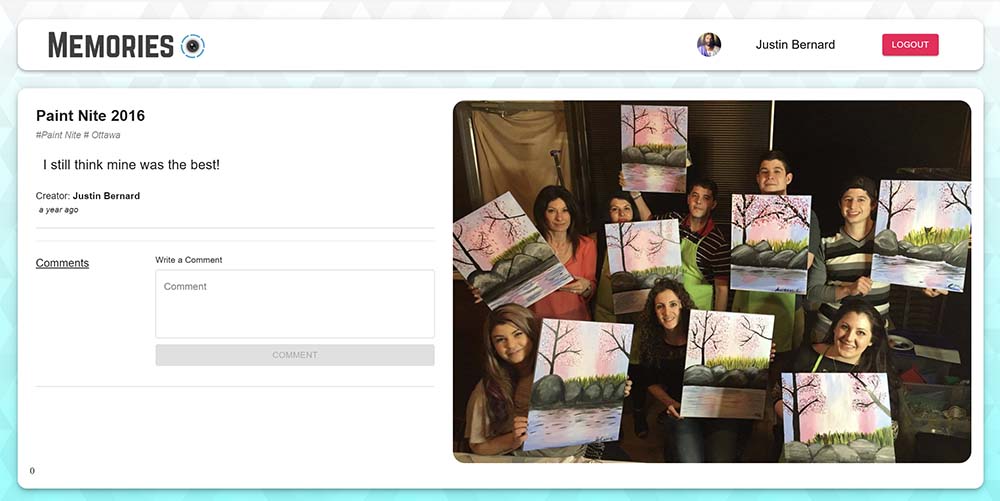 MEMORIES
Justin Bernard
LOGOUT
Paint Nite 2016
#Paint Nite # Ottawa
I still think mine was the best!
Creator: Justin Bernard
a year ago
Comments
Write a Comment
Comment
COMMENT
0